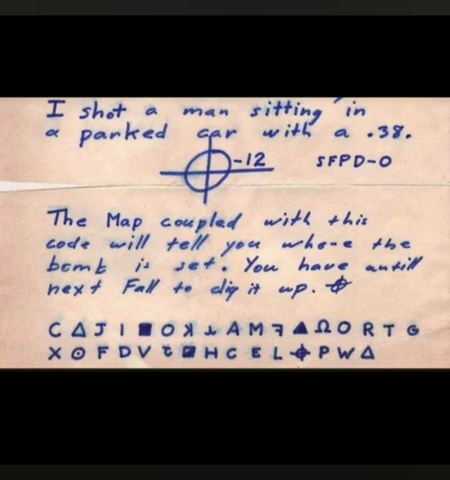 I shot a man sitting in
a parked car with a .38.
-12 SFPD-0
The Map coupled with this
code will tell you where the
bomb is set. You have untill
next Fall to dig it up. ⌖
C Δ J I ■ O ꓘ ⅄ A M ꟻ ▲ Ω O R T G
X ⊙ F D V Ʇ ◪ H C E L ⌖ P W Δ